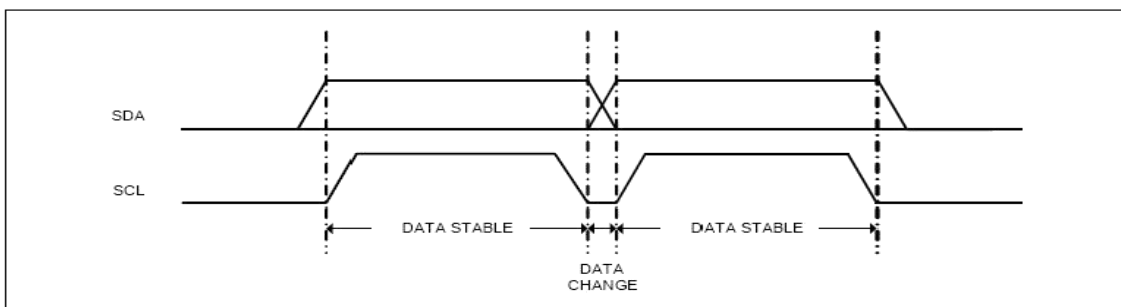 SDA
SCL
DATA STABLE
DATA STABLE
DATA
CHANGE